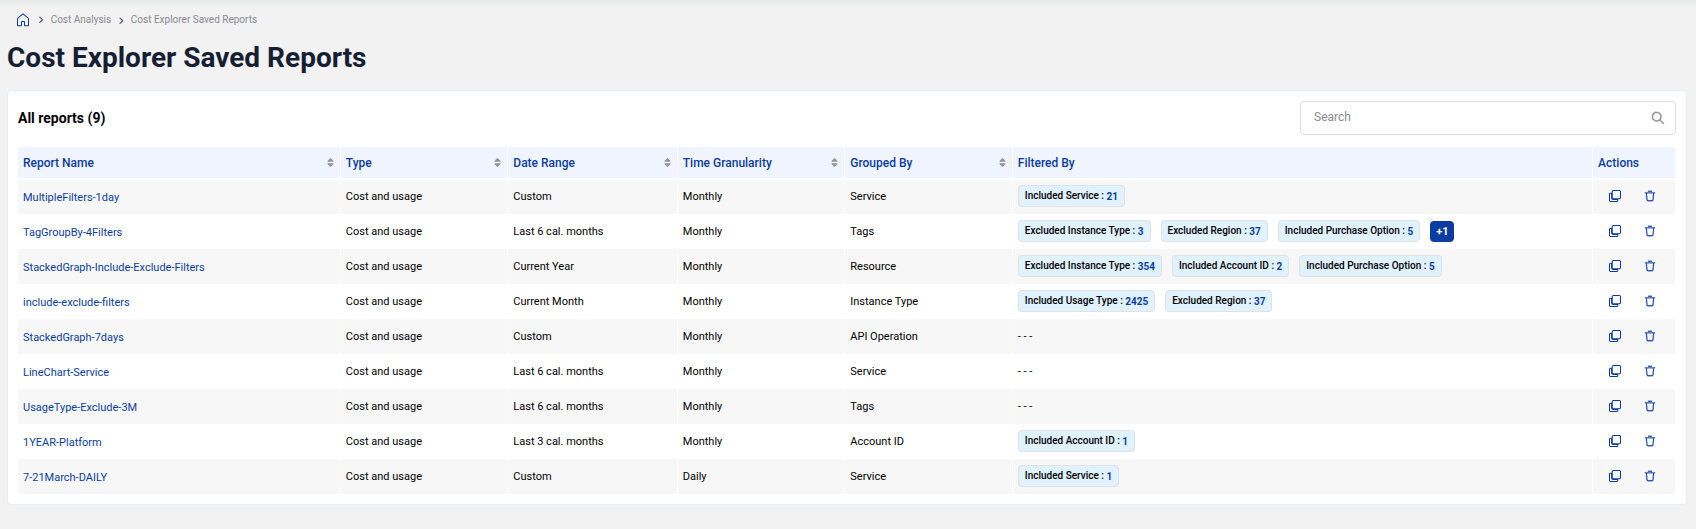 Cost Analysis Cost Explorer Saved Reports
Cost Explorer Saved Reports
All reports (9) Search
Report Name Type Date Range Time Granularity Grouped By Filtered By Actions
MultipleFilters-1day Cost and usage Custom Monthly Service Included Service : 21
TagGroupBy-4Filters Cost and usage Last 6 cal. months Monthly Tags Excluded Instance Type : 3 Excluded Region : 37 Included Purchase Option : 5 +1
StackedGraph-Include-Exclude-Filters Cost and usage Current Year Monthly Resource Excluded Instance Type : 354 Included Account ID : 2 Included Purchase Option : 5
include-exclude-filters Cost and usage Current Month Monthly Instance Type Included Usage Type : 2425 Excluded Region : 37
StackedGraph-7days Cost and usage Custom Monthly API Operation ---
LineChart-Service Cost and usage Last 6 cal. months Monthly Service ---
UsageType-Exclude-3M Cost and usage Last 6 cal. months Monthly Tags ---
1YEAR-Platform Cost and usage Last 3 cal. months Monthly Account ID Included Account ID : 1
7-21March-DAILY Cost and usage Custom Daily Service Included Service : 1